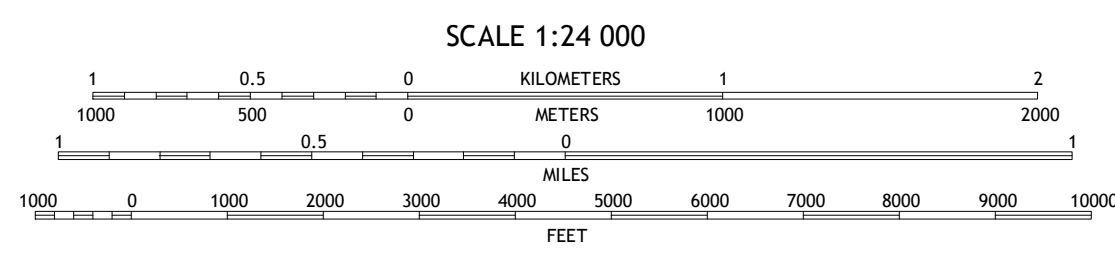 SCALE 1:24 000
1 0.5 0 KILOMETERS 1 2
1000 500 0 METERS 1000 2000
1 0.5 0 1
MILES
1000 0 1000 2000 3000 4000 5000 6000 7000 8000 9000 10000
FEET